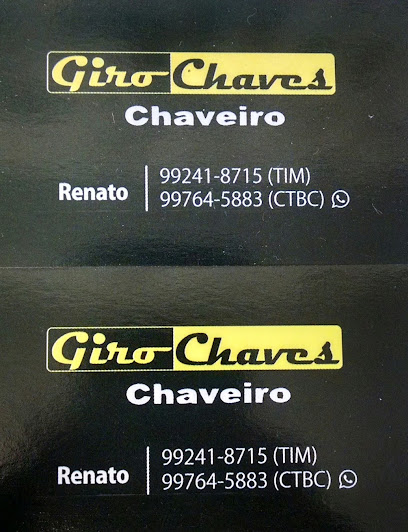 Giro Chaves
Chaveiro
Renato
99241-8715 (TIM)
99764-5883 (CTBC)
Giro Chaves
Chaveiro
Renato
99241-8715 (TIM)
99764-5883 (CTBC)